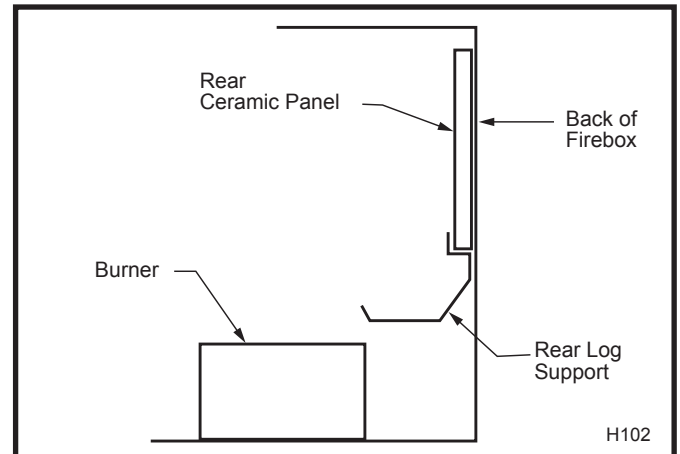 Rear
Ceramic Panel
Back of
Firebox
Burner
Rear Log
Support
H102